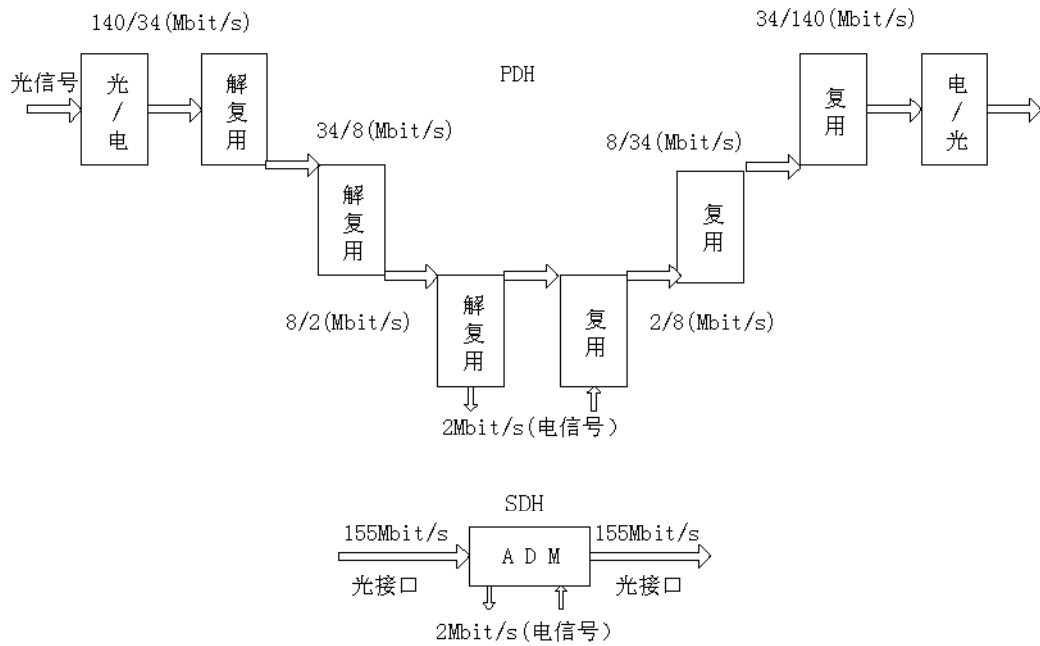 140/34(Mbit/s)
34/140(Mbit/s)
光信号
光/电
解复用
PDH
复用
电/光
34/8(Mbit/s)
8/34(Mbit/s)
解复用
复用
8/2(Mbit/s)
解复用
复用
2/8(Mbit/s)
2Mbit/s(电信号)
SDH
155Mbit/s
ADM
155Mbit/s
光接口
光接口
2Mbit/s(电信号)